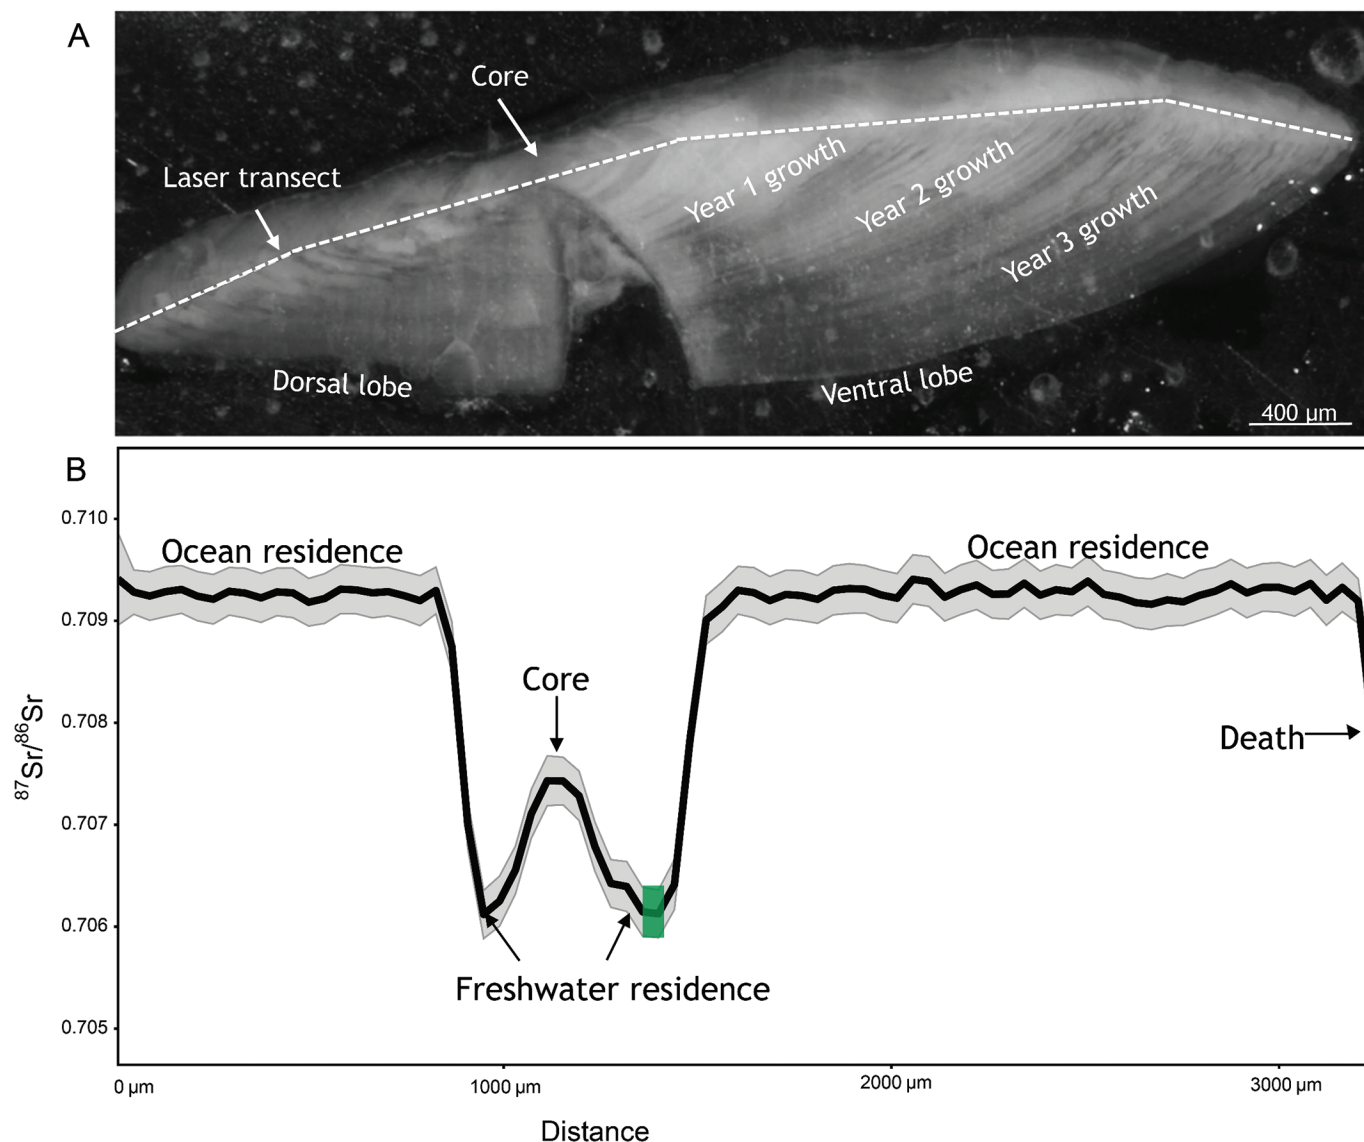 A
Core
Laser transect
Year 1 growth
Year 2 growth
Year 3 growth
Dorsal lobe
Ventral lobe
400 µm
B
0.710
Ocean residence
Ocean residence
0.709
Core
0.708
Death
⁸⁷Sr/⁸⁶Sr
0.707
0.706
Freshwater residence
0.705
0 µm
1000 µm
2000 µm
3000 µm
Distance